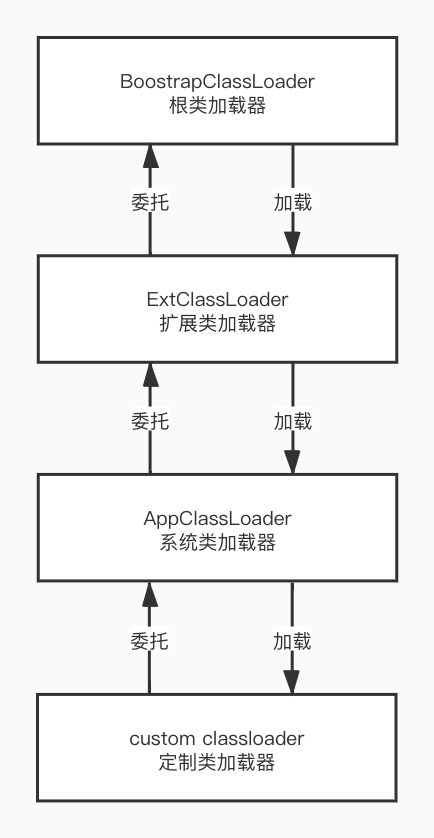 BoostrapClassLoader
根类加载器
委托
加载
ExtClassLoader
扩展类加载器
委托
加载
AppClassLoader
系统类加载器
委托
加载
custom classloader
定制类加载器